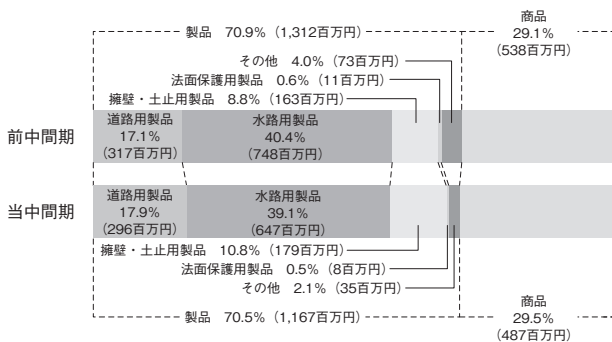 製品　70.9%（1,312百万円）
商品
29.1%
（538百万円）
その他　4.0%（73百万円）
法面保護用製品　0.6%（11百万円）
擁壁・土止用製品　8.8%（163百万円）
前中間期
道路用製品
17.1%
（317百万円）
水路用製品
40.4%
（748百万円）
当中間期
道路用製品
17.9%
（296百万円）
水路用製品
39.1%
（647百万円）
擁壁・土止用製品　10.8%（179百万円）
法面保護用製品　0.5%（8百万円）
その他　2.1%（35百万円）
製品　70.5%（1,167百万円）
商品
29.5%
（487百万円）